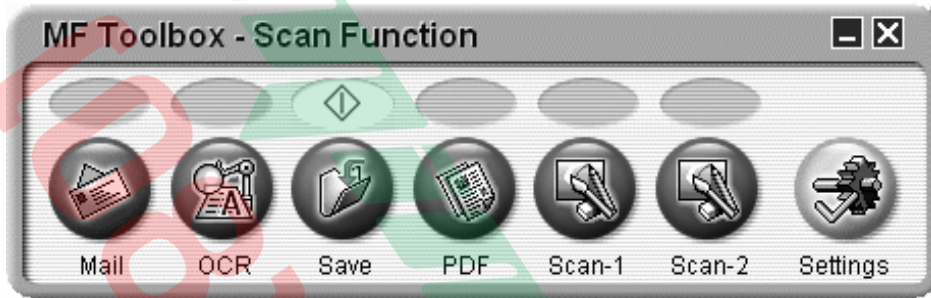 MF Toolbox - Scan Function
Mail OCR Save PDF Scan-1 Scan-2 Settings